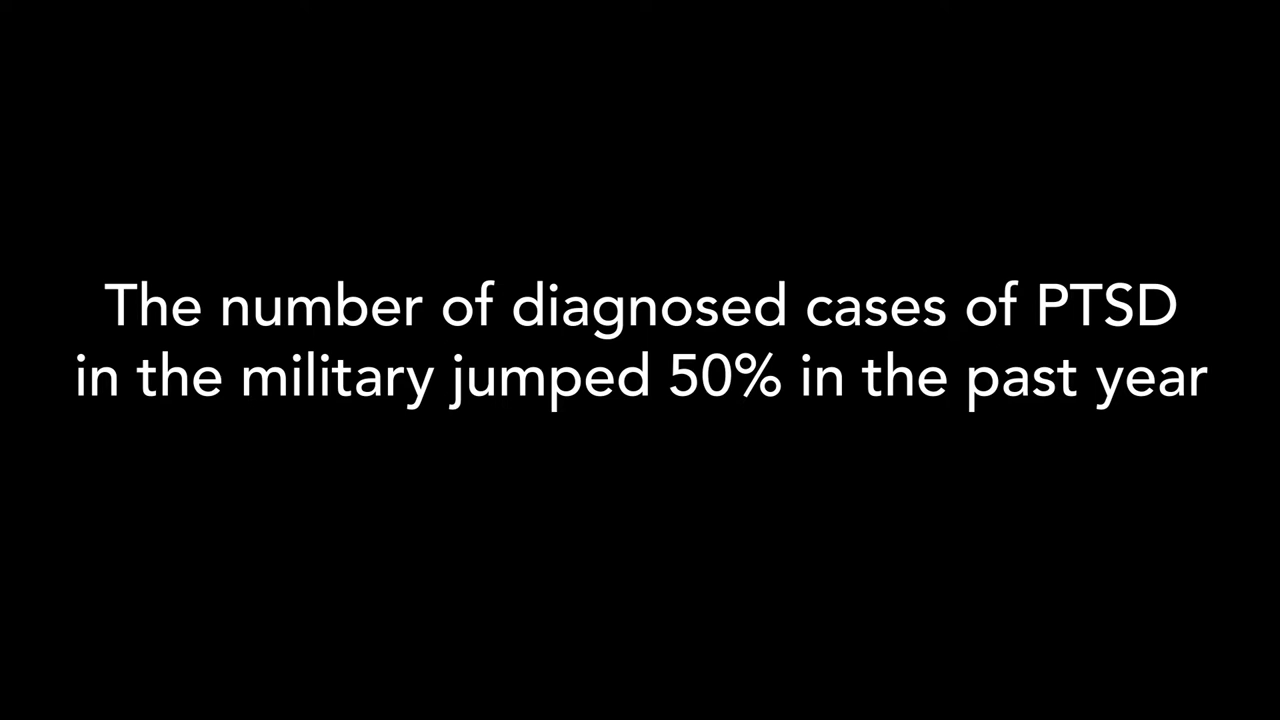 The number of diagnosed cases of PTSD
in the military jumped 50% in the past year